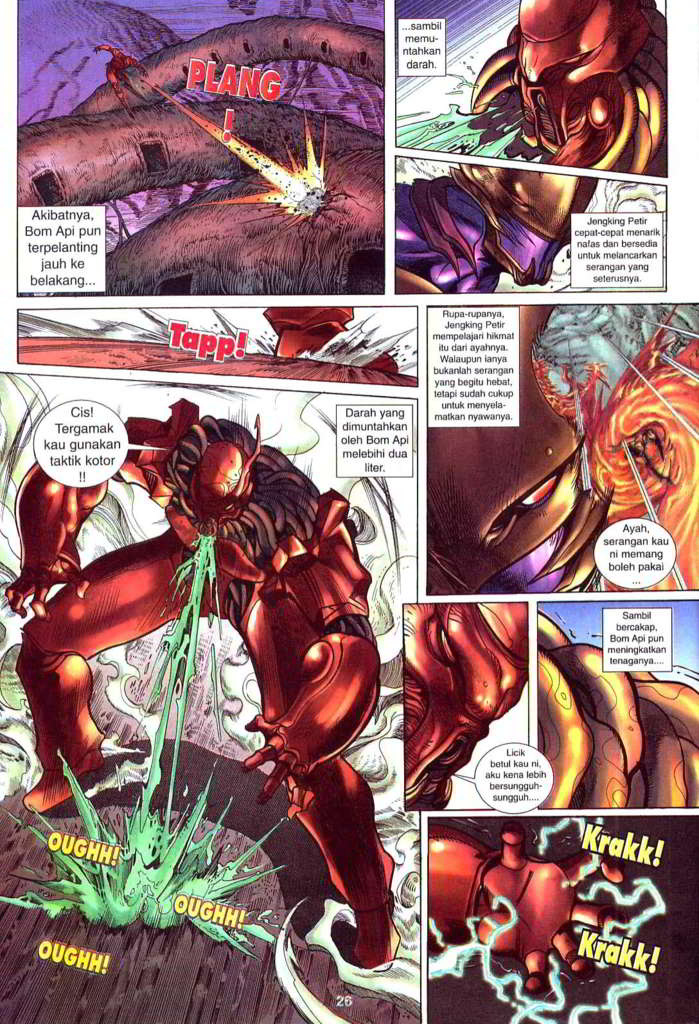 PLANG
!
Akibatnya,
Bom Api pun
terpelanting
jauh ke
belakang...
...sambil
memu-
ntahkan
darah.
Jengking Petir
cepat-cepat menarik
nafas dan bersedia
untuk melancarkan
serangan yang
seterusnya.
Tapp!
Rupa-rupanya,
Jengking Petir
mempelajari hikmat
itu dari ayahnya.
Walaupun ianya
bukanlah serangan
yang begitu hebat,
tetapi sudah cukup
untuk menyela-
matkan nyawanya.
Ayah,
serangan kau
ni memang
boleh pakai
...
Cis!
Tergamak
kau gunakan
taktik kotor
!!
Darah yang
dimuntahkan
oleh Bom Api
melebihi dua
liter.
OUGHH!
OUGHH!
OUGHH!
Licik
betul kau ni,
aku kena lebih
bersungguh-
sungguh....
Sambil
bercakap,
Bom Api pun
meningkatkan
tenaganya....
Krakk!
Krakk!
26